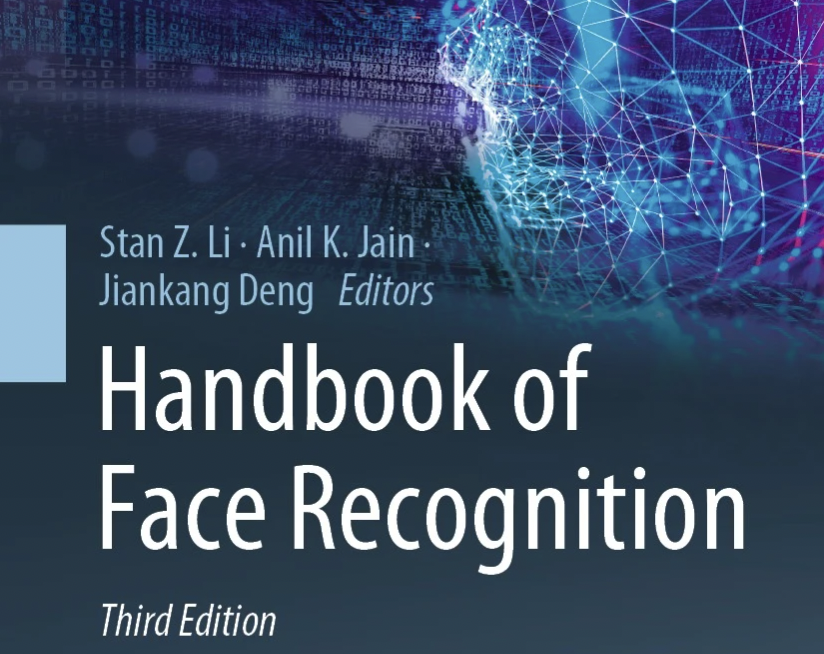 Stan Z. Li · Anil K. Jain ·
Jiankang Deng Editors
Handbook of
Face Recognition
Third Edition